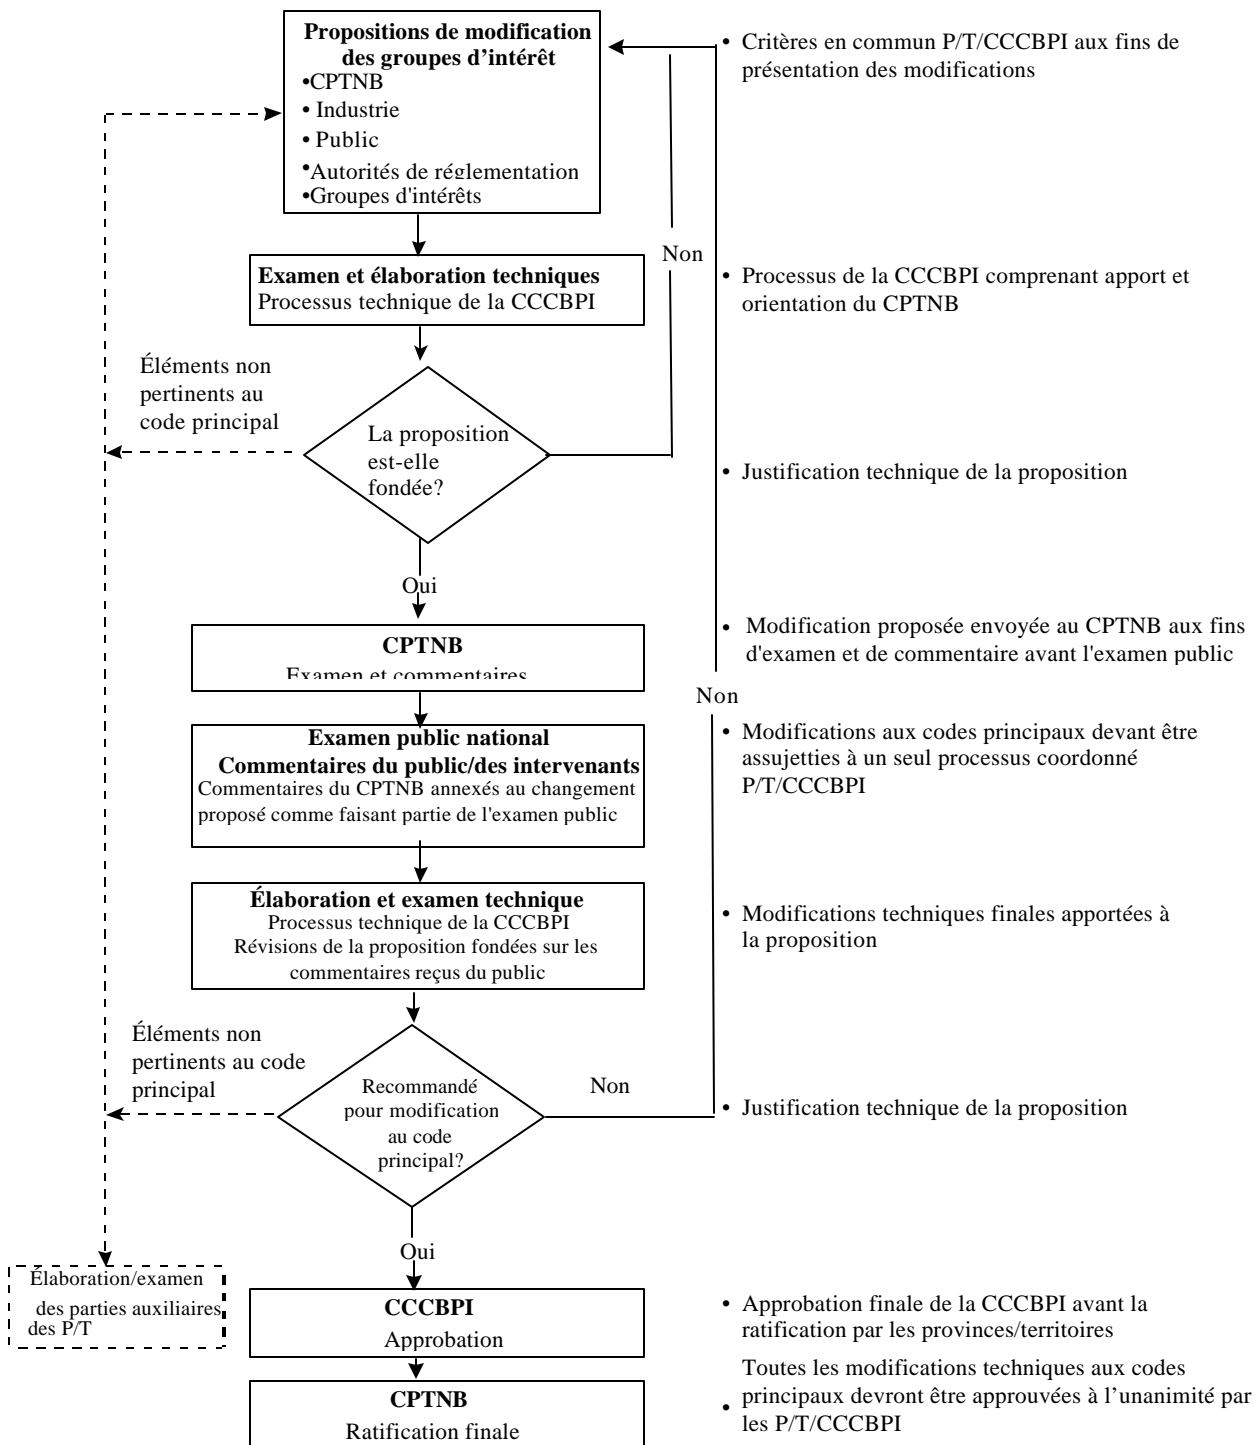 Propositions de modification
des groupes d'intérêt
•CPTNB
• Industrie
• Public
•Autorités de réglementation
•Groupes d'intérêts
• Critères en commun P/T/CCCBPI aux fins de
présentation des modifications
Non
Examen et élaboration techniques
Processus technique de la CCCBPI
• Processus de la CCCBPI comprenant apport et
orientation du CPTNB
Éléments non
pertinents au
code principal
La proposition
est-elle
fondée?
• Justification technique de la proposition
Oui
CPTNB
Examen et commentaires
• Modification proposée envoyée au CPTNB aux fins
d'examen et de commentaire avant l'examen public
Non
Examen public national
Commentaires du public/des intervenants
Commentaires du CPTNB annexés au changement
proposé comme faisant partie de l'examen public
• Modifications aux codes principaux devant être
assujetties à un seul processus coordonné
P/T/CCCBPI
Élaboration et examen technique
Processus technique de la CCCBPI
Révisions de la proposition fondées sur les
commentaires reçus du public
• Modifications techniques finales apportées à
la proposition
Éléments non
pertinents au code
principal
Recommandé
pour modification
au code
principal?
Non
• Justification technique de la proposition
Oui
Élaboration/examen
des parties auxiliaires
des P/T
CCCBPI
Approbation
• Approbation finale de la CCCBPI avant la
ratification par les provinces/territoires
CPTNB
Ratification finale
Toutes les modifications techniques aux codes
• principaux devront être approuvées à l'unanimité par
les P/T/CCCBPI